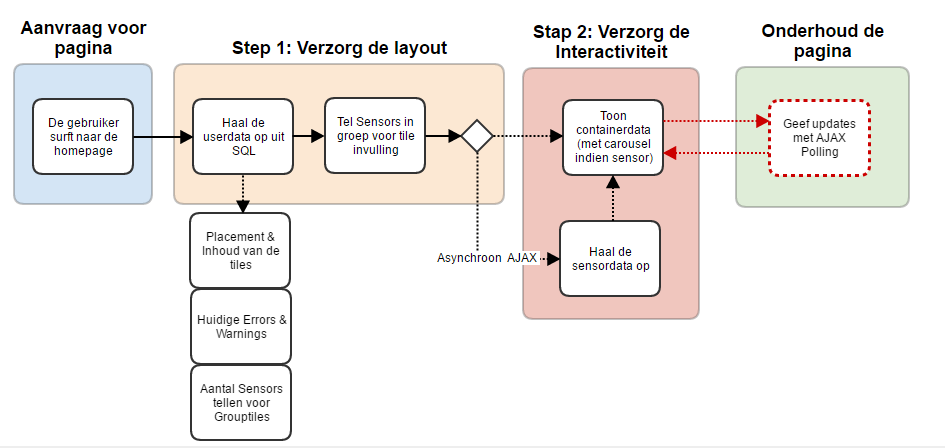 Aanvraag voor
pagina
Step 1: Verzorg de layout
Stap 2: Verzorg de
Interactiviteit
Onderhoud de
pagina
De gebruiker
surft naar de
homepage
Haal de
userdata op uit
SQL
Tel Sensors in
groep voor tile
invulling
Toon
containerdata
(met carousel
indien sensor)
Geef updates
met AJAX
Polling
Placement &
Inhoud van de
tiles
Asynchroon AJAX
Haal de
sensordata op
Huidige Errors &
Warnings
Aantal Sensors
tellen voor
Grouptiles